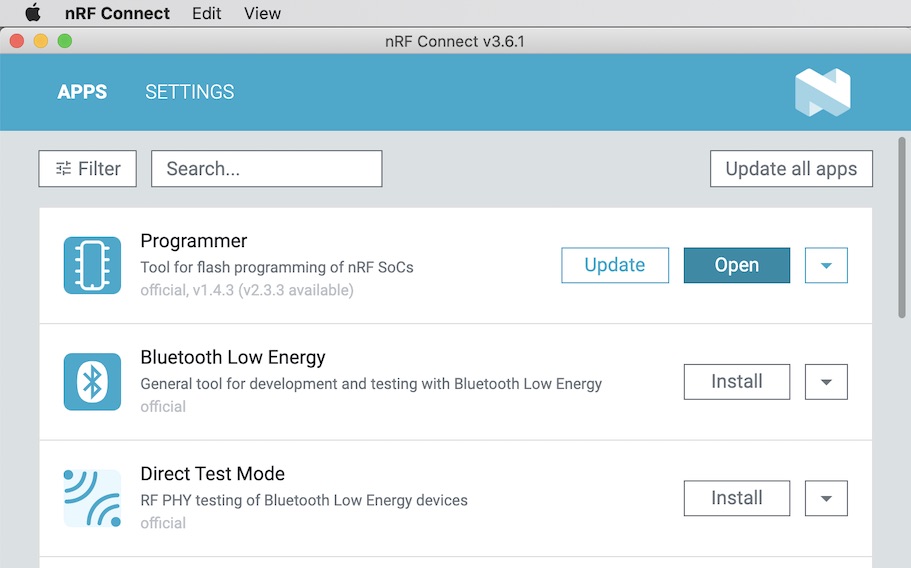 nRF Connect Edit View
nRF Connect v3.6.1
APPS SETTINGS
Filter Search... Update all apps
Programmer
Tool for flash programming of nRF SoCs
official, v1.4.3 (v2.3.3 available)
Update Open
Bluetooth Low Energy
General tool for development and testing with Bluetooth Low Energy
official
Install
Direct Test Mode
RF PHY testing of Bluetooth Low Energy devices
official
Install